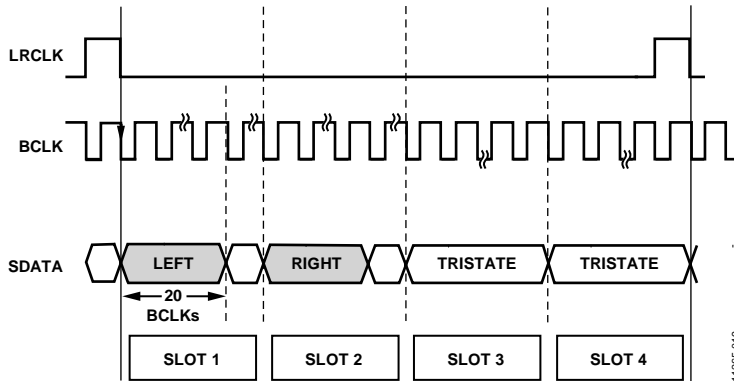 LRCLK
BCLK
SDATA
LEFT
RIGHT
TRISTATE
TRISTATE
20
BCLKs
SLOT 1
SLOT 2
SLOT 3
SLOT 4